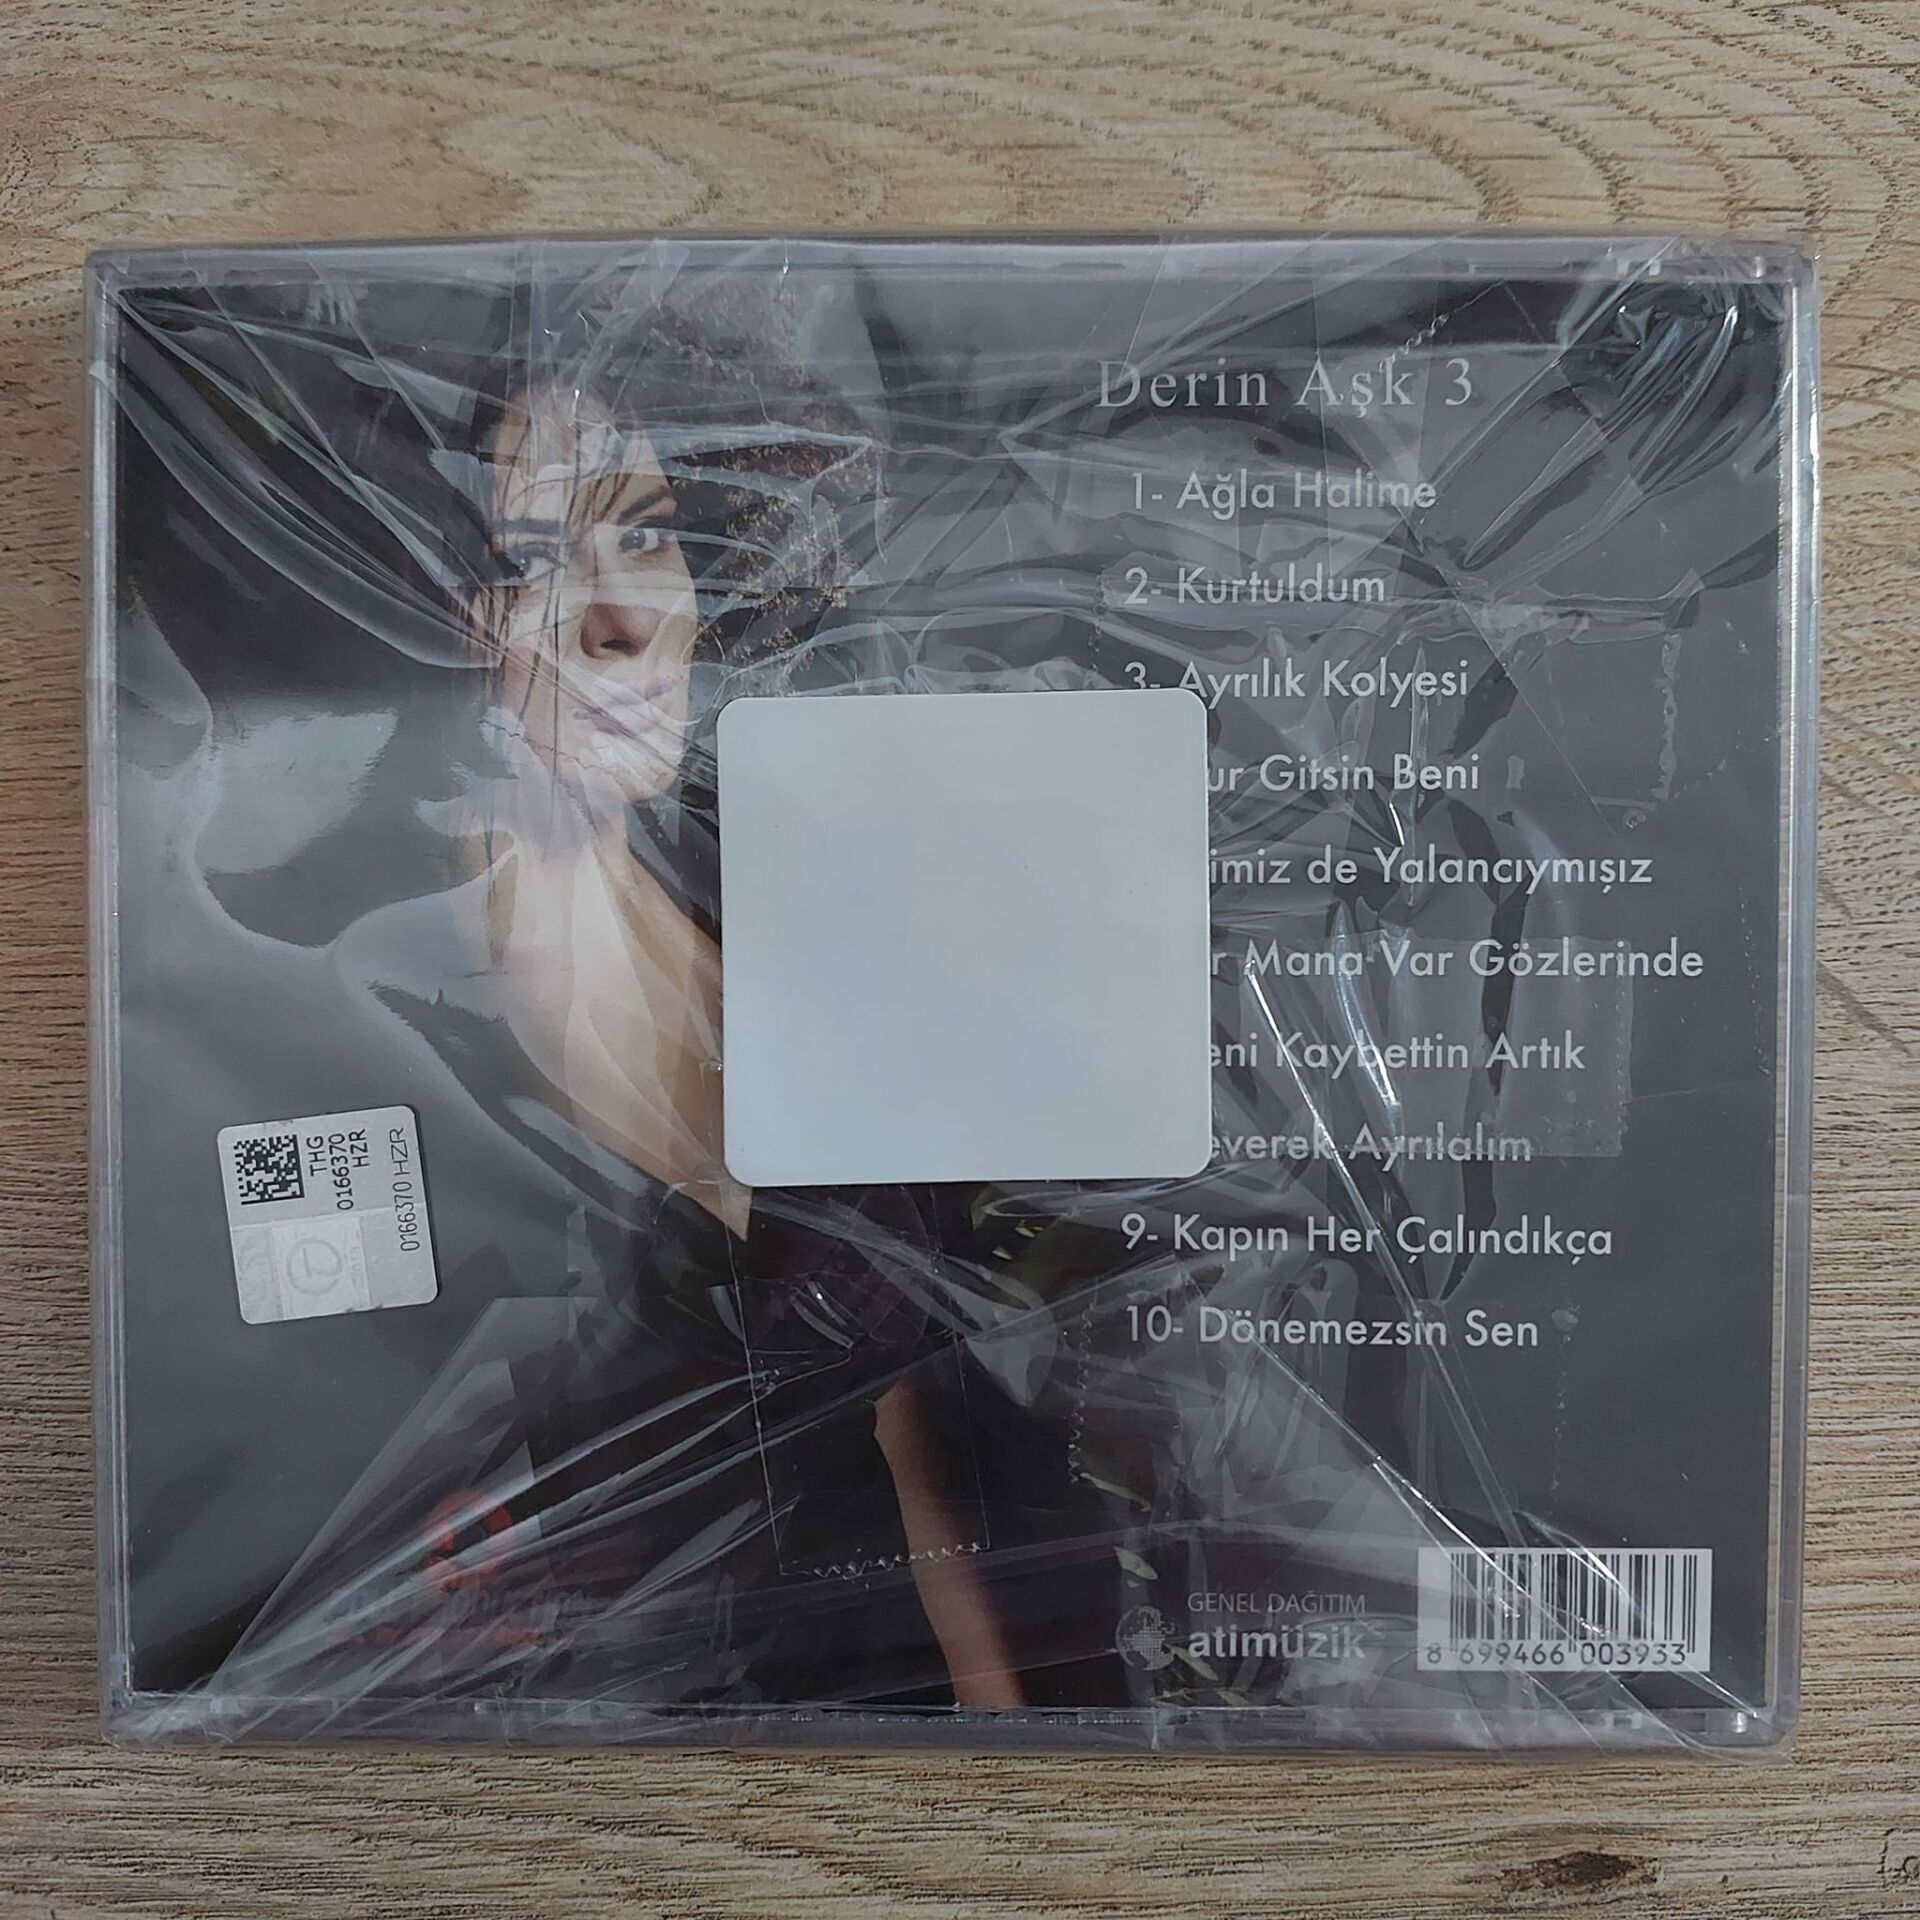 Derin Aşk 3
1- Ağla Halime
2- Kurtuldum
3- Ayrılık Kolyesi
ur Gitsin Beni
imiz de Yalancıymışız
r Mana Var Gözlerinde
eni Kaybettin Artık
everek Ayrılalım
9- Kapın Her Çalındıkça
10- Dönemezsin Sen
THG
0166370
HZR
0166370 HZR
GENEL DAĞITIM
atimüzik
8 699466 003933